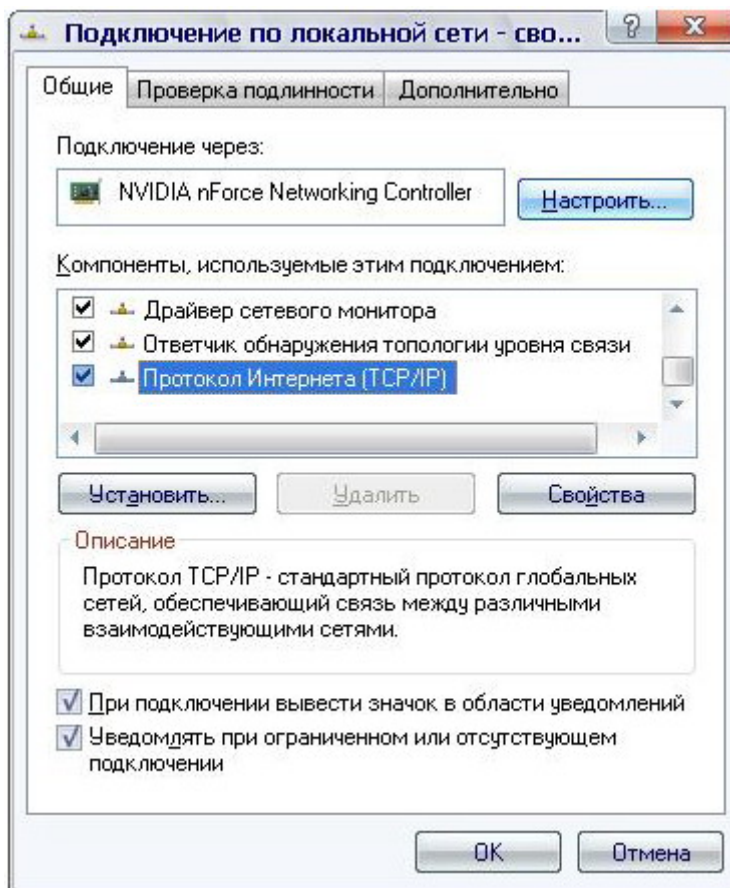 Подключение по локальной сети - сво...
Общие
Проверка подлинности
Дополнительно
Подключение через:
NVIDIA nForce Networking Controller
Настроить...
Компоненты, используемые этим подключением:
Драйвер сетевого монитора
Ответчик обнаружения топологии уровня связи
Протокол Интернета (TCP/IP)
Установить...
Удалить
Свойства
Описание
Протокол TCP/IP - стандартный протокол глобальных
сетей, обеспечивающий связь между различными
взаимодействующими сетями.
При подключении вывести значок в области уведомлений
Уведомлять при ограниченном или отсутствующем
подключении
OK
Отмена